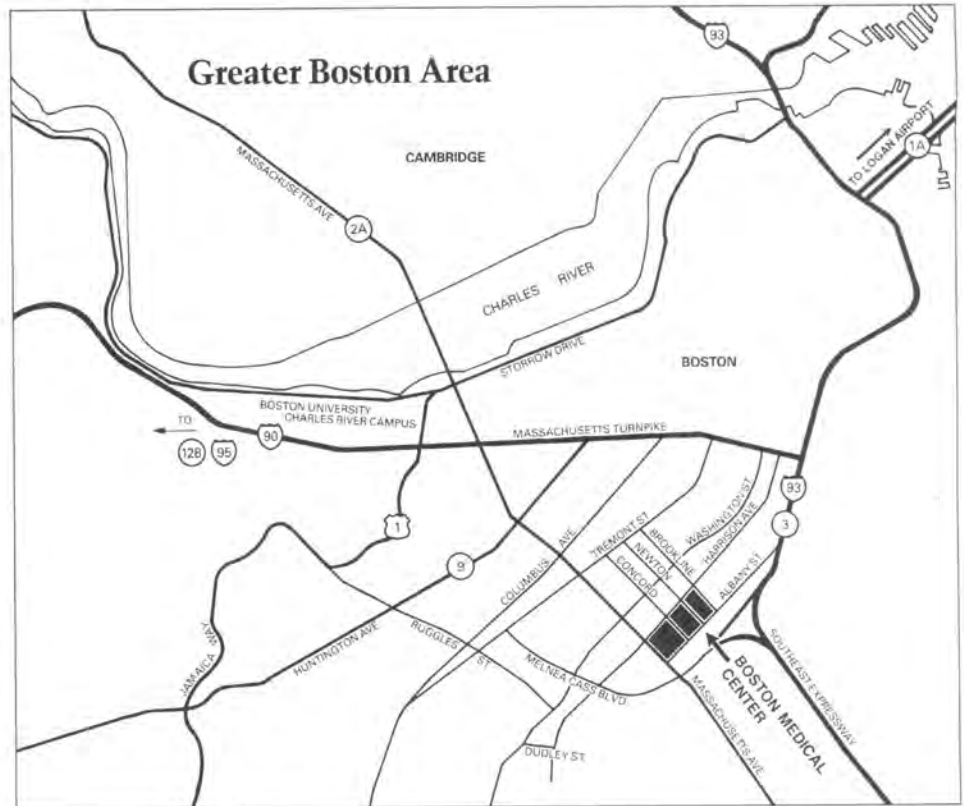 93
Greater Boston Area
CAMBRIDGE
MASSACHUSETTS AVE
TO LOGAN AIRPORT
1A
2A
CHARLES RIVER
STORROW DRIVE
BOSTON
BOSTON UNIVERSITY
CHARLES RIVER CAMPUS
TO
128 95
90
MASSACHUSETTS TURNPIKE
93
3
1
9
COLUMBUS AVE
TREMONT ST
WASHINGTON ST
HARRISON AVE
BROOKLINE
NEWTON
CONCORD
ALBANY ST
JAMAICA WAY
HUNTINGTON AVE
RUGGLES ST
MELNEA CASS BLVD
DUDLEY ST
BOSTON MEDICAL
CENTER
SOUTHEAST EXPRESSWAY
MASSACHUSETTS AVE